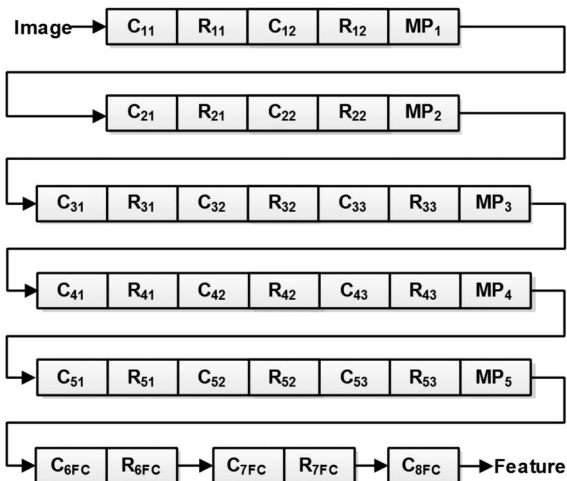 Image C₁₁ R₁₁ C₁₂ R₁₂ MP₁
C₂₁ R₂₁ C₂₂ R₂₂ MP₂
C₃₁ R₃₁ C₃₂ R₃₂ C₃₃ R₃₃ MP₃
C₄₁ R₄₁ C₄₂ R₄₂ C₄₃ R₄₃ MP₄
C₅₁ R₅₁ C₅₂ R₅₂ C₅₃ R₅₃ MP₅
C6FC R6FC C7FC R7FC C8FC Feature